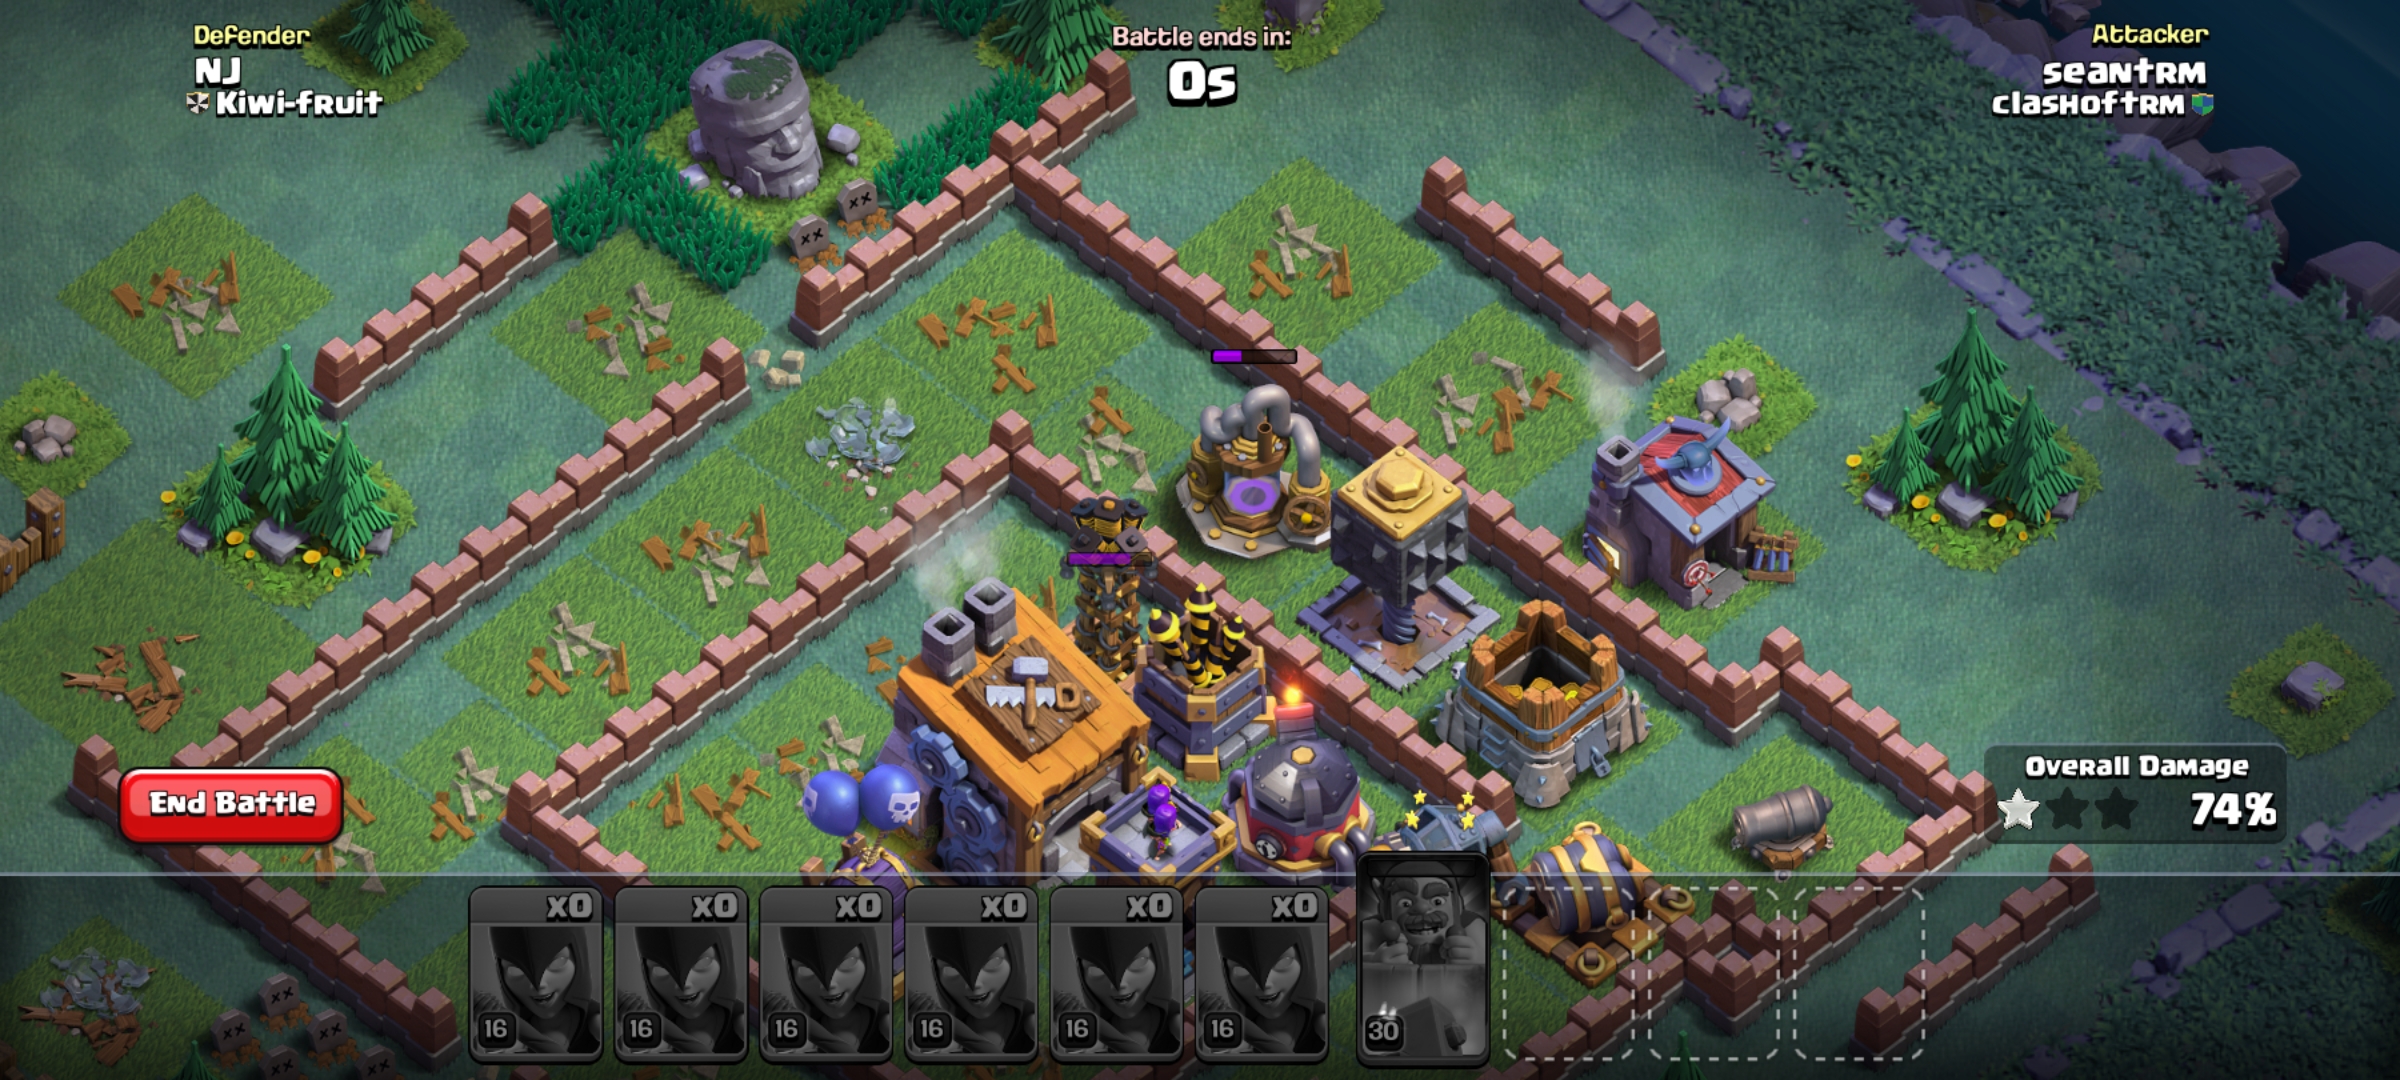 Defender
NJ
Kiwi-fruit
Battle ends in:
0s
Attacker
seantRM
clashoftRM
End Battle
Overall Damage
74%
x0
x0
x0
x0
x0
x0
16
16
16
16
16
16
30